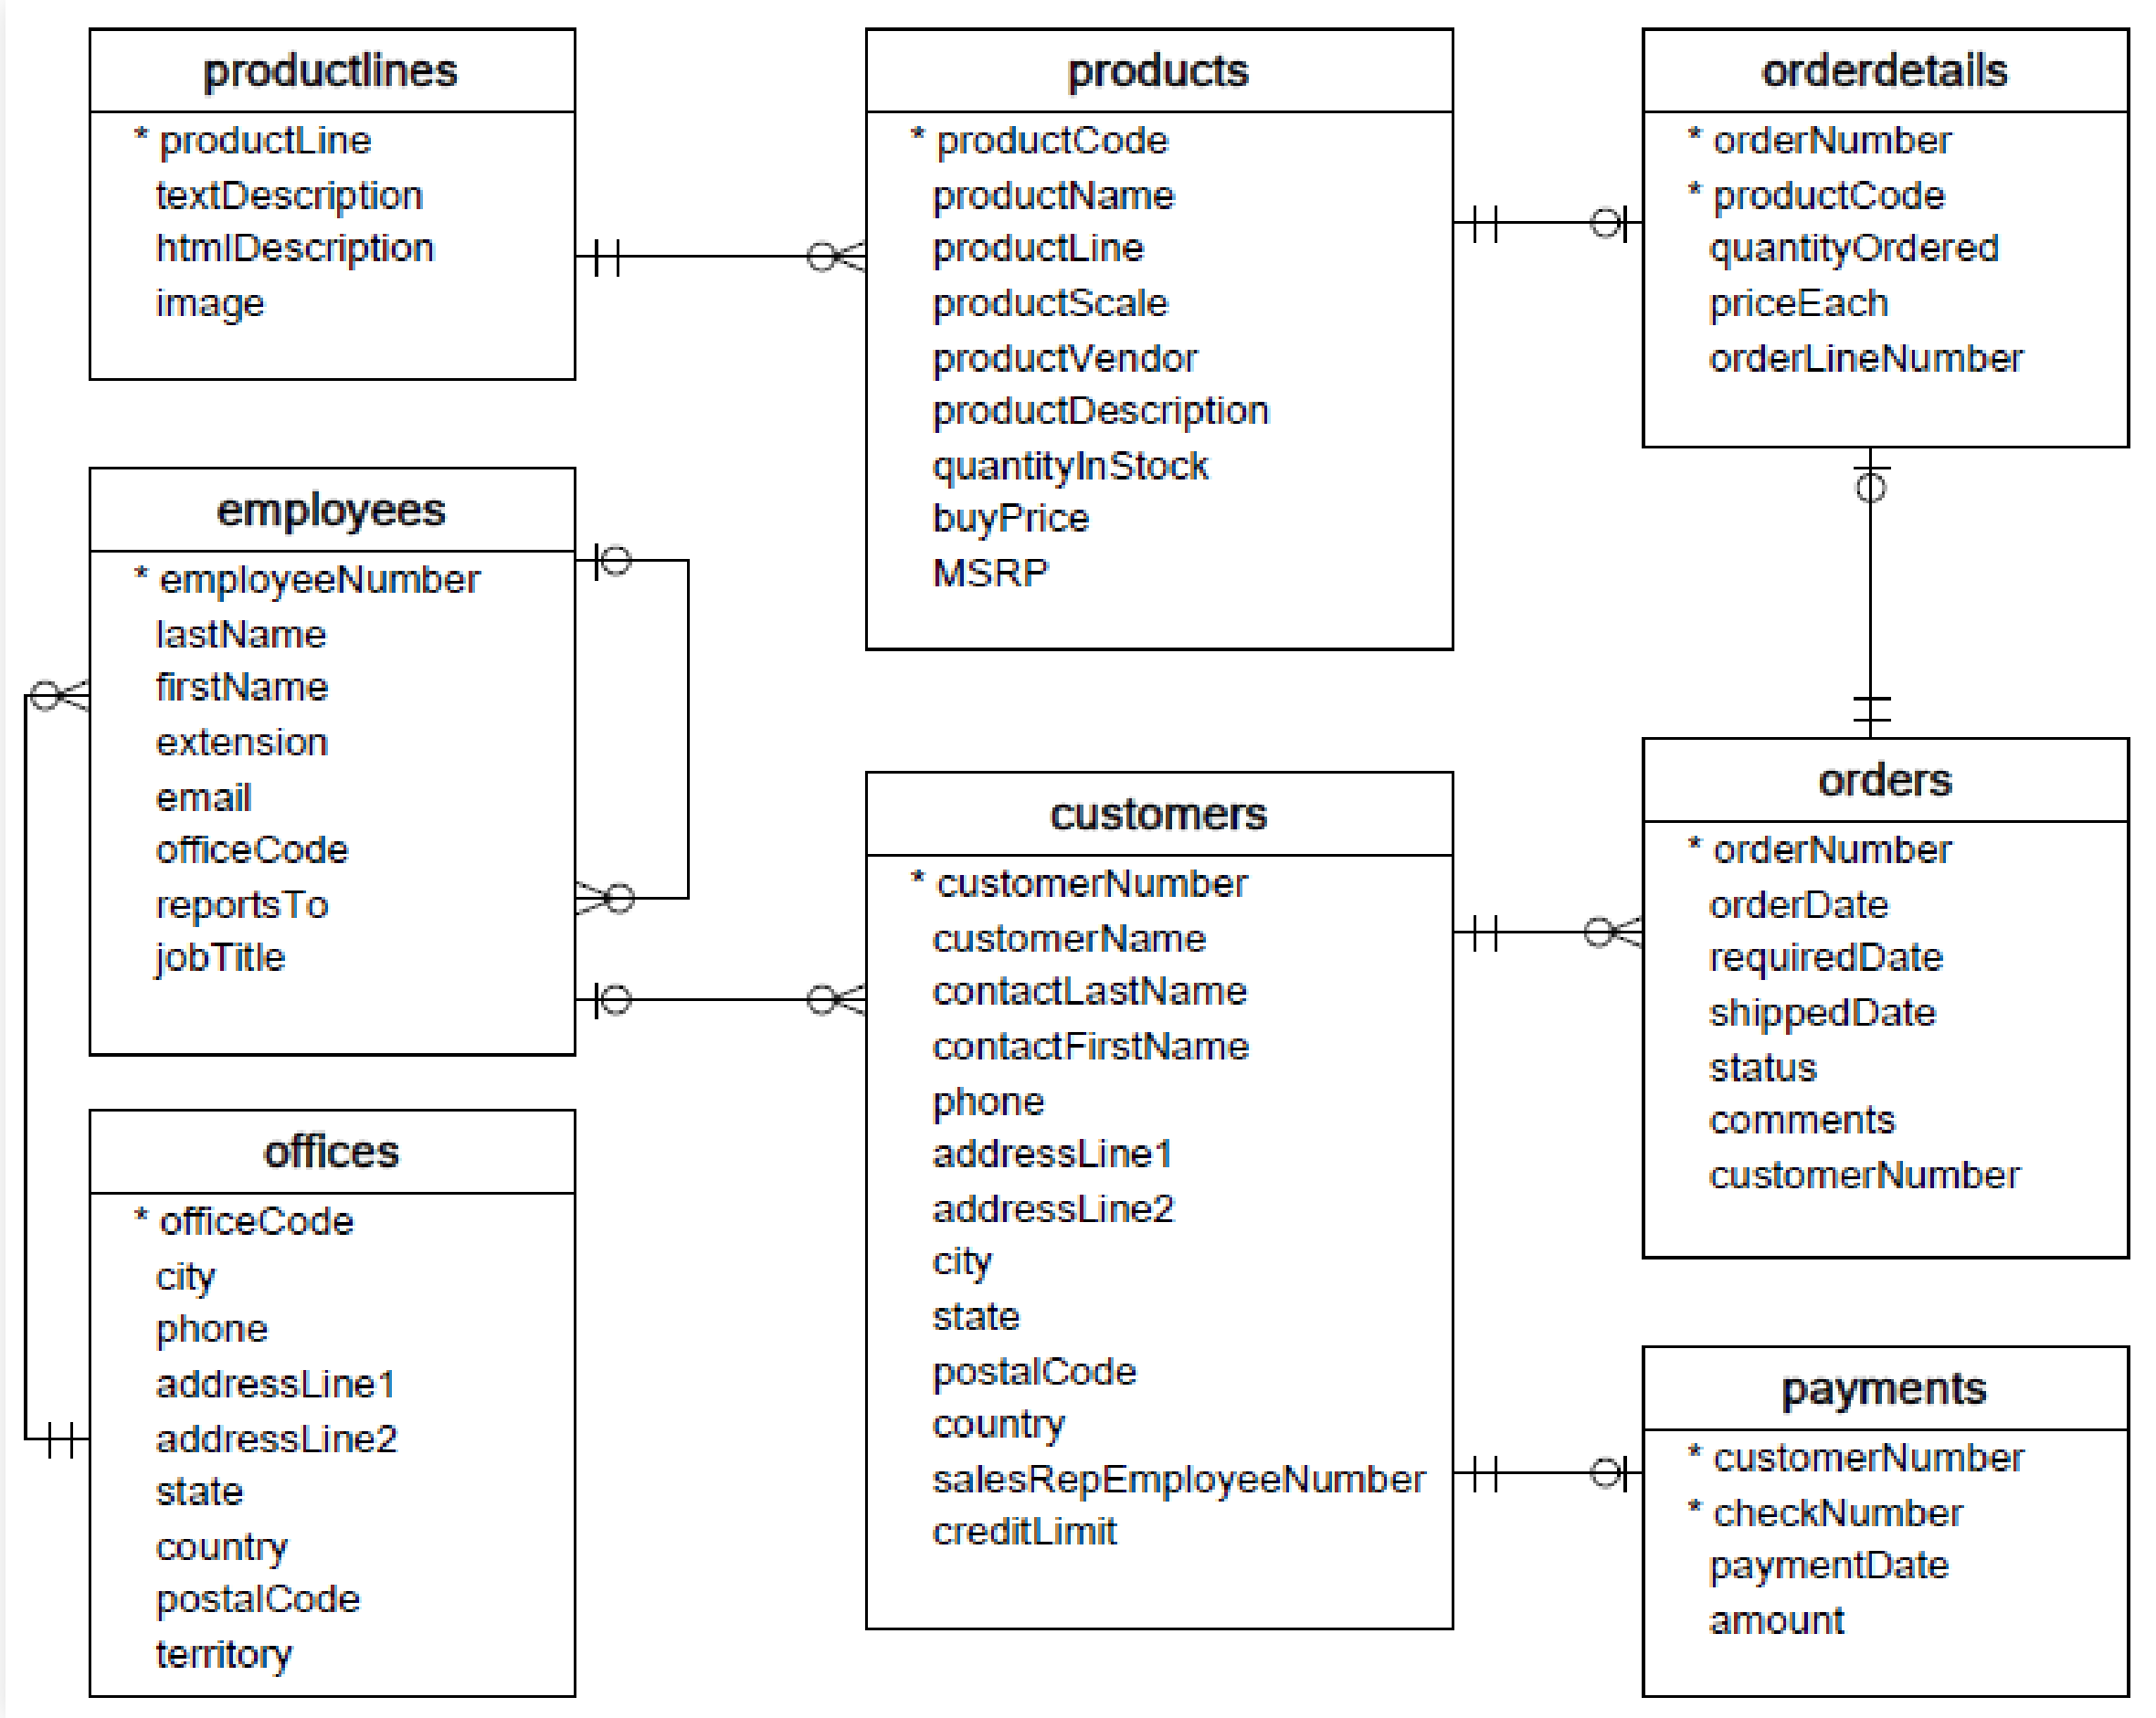 productlines
* productLine
textDescription
htmlDescription
image
products
* productCode
productName
productLine
productScale
productVendor
productDescription
quantityInStock
buyPrice
MSRP
orderdetails
* orderNumber
* productCode
quantityOrdered
priceEach
orderLineNumber
employees
* employeeNumber
lastName
firstName
extension
email
officeCode
reportsTo
jobTitle
customers
* customerNumber
customerName
contactLastName
contactFirstName
phone
addressLine1
addressLine2
city
state
postalCode
country
salesRepEmployeeNumber
creditLimit
orders
* orderNumber
orderDate
requiredDate
shippedDate
status
comments
customerNumber
offices
* officeCode
city
phone
addressLine1
addressLine2
state
country
postalCode
territory
payments
* customerNumber
* checkNumber
paymentDate
amount